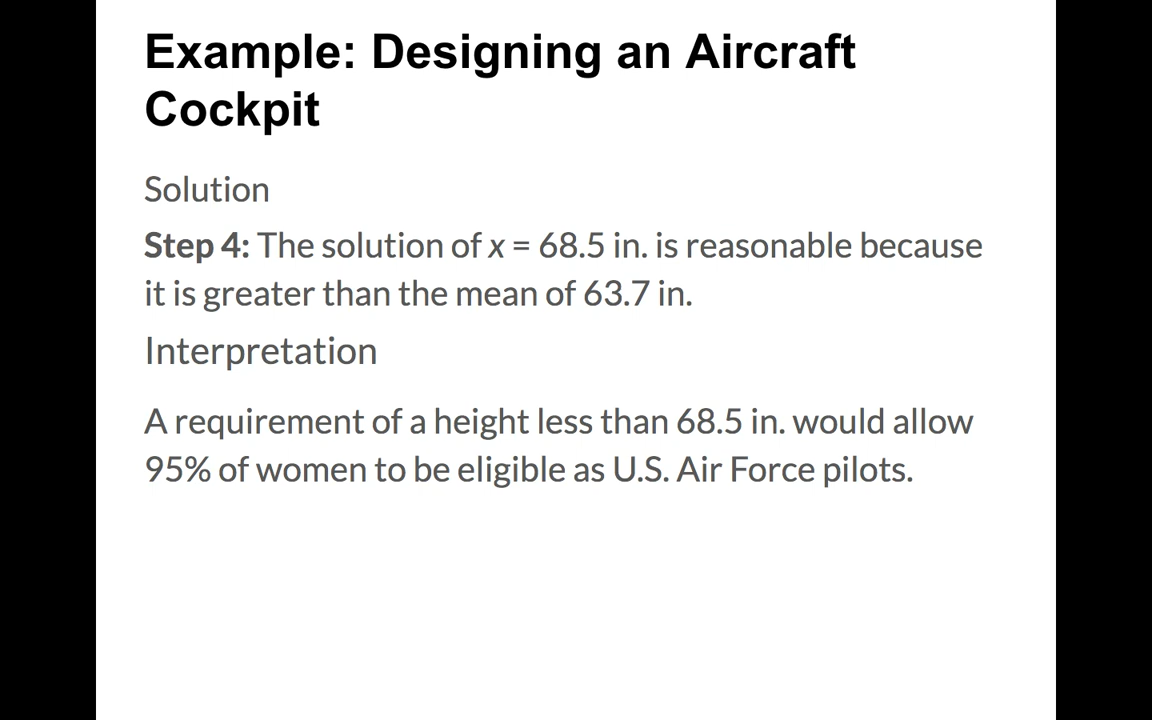 Example: Designing an Aircraft
Cockpit
Solution
Step 4: The solution of x = 68.5 in. is reasonable because
it is greater than the mean of 63.7 in.
Interpretation
A requirement of a height less than 68.5 in. would allow
95% of women to be eligible as U.S. Air Force pilots.